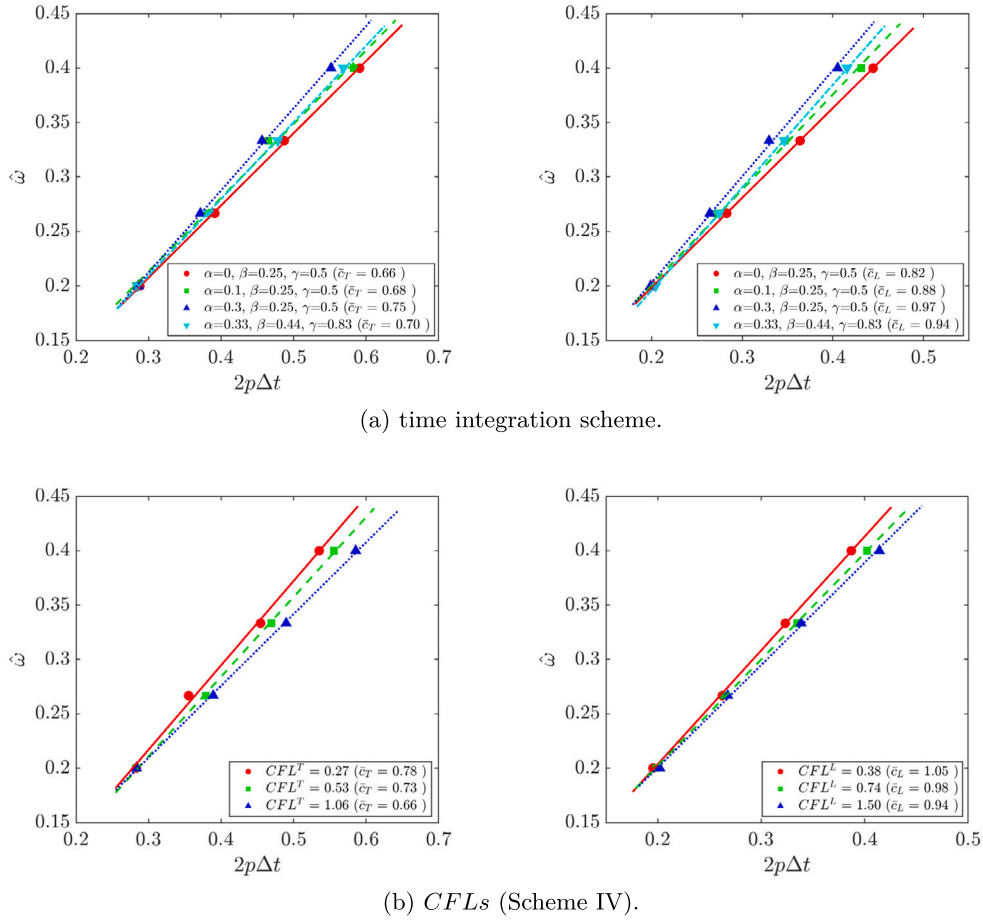 0.45
0.4
0.35
0.3
0.25
0.2
0.15
ω̂
0.2 0.3 0.4 0.5 0.6 0.7
2pΔt
α=0, β=0.25, γ=0.5 (c̄_T = 0.66 )
α=0.1, β=0.25, γ=0.5 (c̄_T = 0.68 )
α=0.3, β=0.25, γ=0.5 (c̄_T = 0.75 )
α=0.33, β=0.44, γ=0.83 (c̄_T = 0.70 )
0.45
0.4
0.35
0.3
0.25
0.2
0.15
ω̂
0.2 0.3 0.4 0.5
2pΔt
α=0, β=0.25, γ=0.5 (c̄_L = 0.82 )
α=0.1, β=0.25, γ=0.5 (c̄_L = 0.88 )
α=0.3, β=0.25, γ=0.5 (c̄_L = 0.97 )
α=0.33, β=0.44, γ=0.83 (c̄_L = 0.94 )
(a) time integration scheme.
0.45
0.4
0.35
0.3
0.25
0.2
0.15
ω̂
0.2 0.3 0.4 0.5 0.6 0.7
2pΔt
CFL^T = 0.27 (c̄_T = 0.78 )
CFL^T = 0.53 (c̄_T = 0.73 )
CFL^T = 1.06 (c̄_T = 0.66 )
0.45
0.4
0.35
0.3
0.25
0.2
0.15
ω̂
0.2 0.3 0.4 0.5
2pΔt
CFL^L = 0.38 (c̄_L = 1.05 )
CFL^L = 0.74 (c̄_L = 0.98 )
CFL^L = 1.50 (c̄_L = 0.94 )
(b) CFLs (Scheme IV).